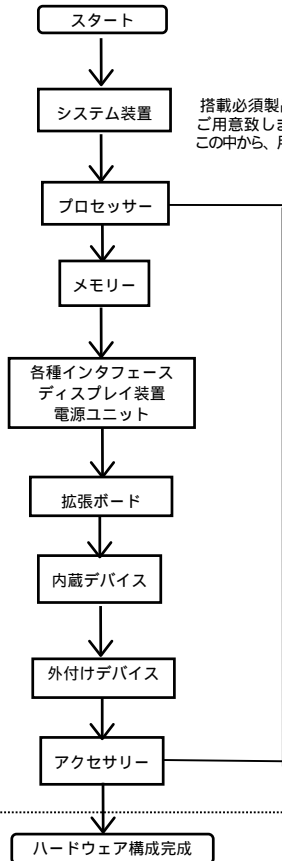 スタート
システム装置
搭載必須製
ご用意致しま
この中から、
プロセッサー
メモリー
各種インタフェース
ディスプレイ装置
電源ユニット
拡張ボード
内蔵デバイス
外付けデバイス
アクセサリー
ハードウェア構成完成